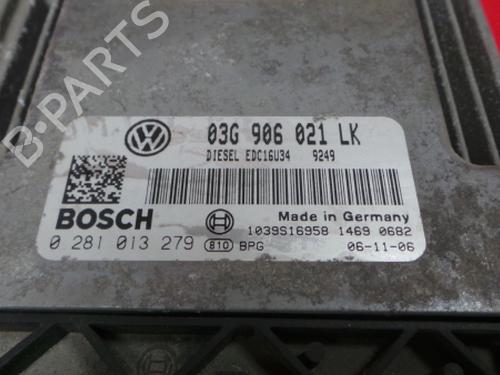 B-PARTS
VW 03G 906 021 LK
DIESEL EDC16U34 9249
BOSCH
Made in Germany
1039S16958 1469 0682
0 281 013 279 810 BPG 06-11-06